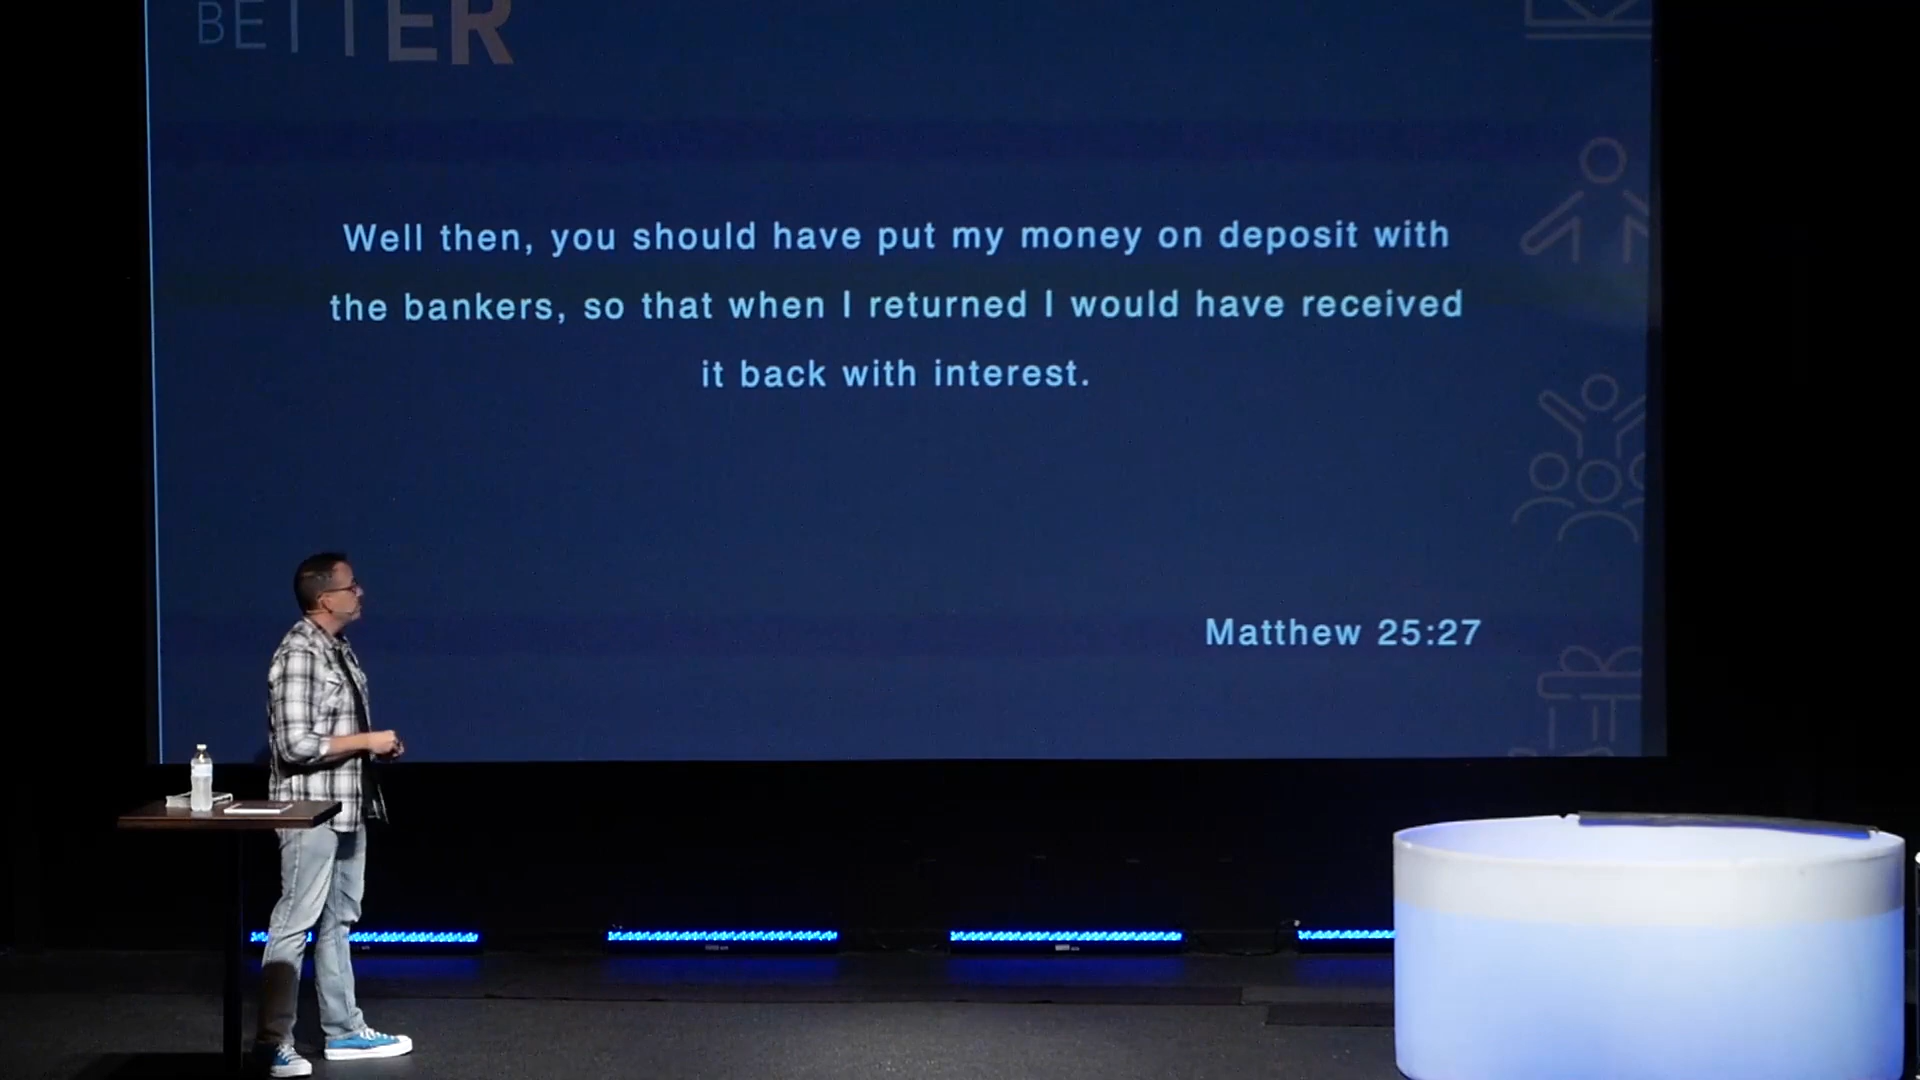 BETTER
Well then, you should have put my money on deposit with
the bankers, so that when I returned I would have received
it back with interest.
Matthew 25:27